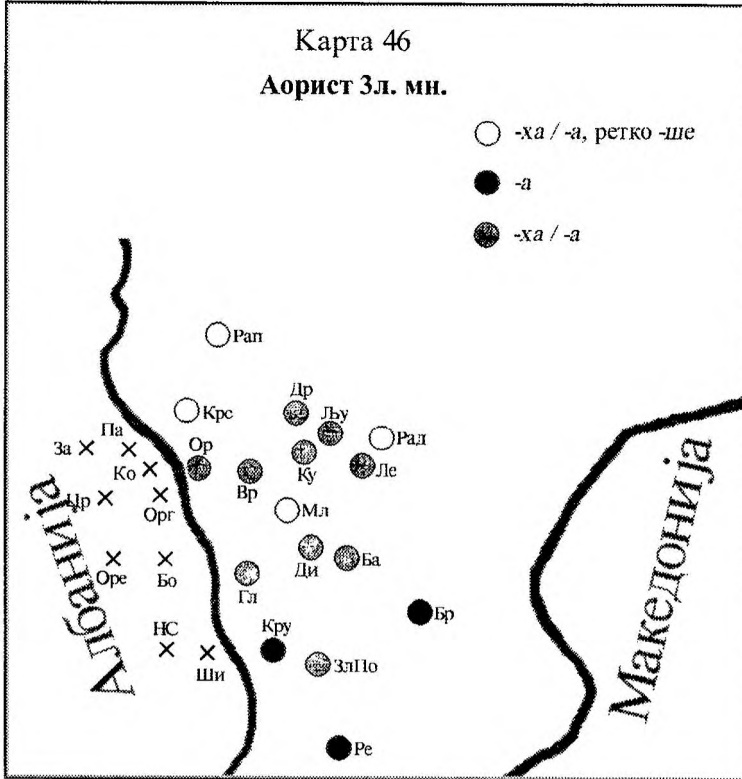 Карта 46
Аорист 3л. мн.
-ха / -а, ретко -ше
-а
-ха / -а
Рап
Крс
Др
Љу
Рад
Па
За
Ко
Ор
Вр
Ку
Ле
Цр
Орг
Мл
Оре
Бо
Гл
Ди
Ба
НС
Ши
Кру
ЗлПо
Бр
Ре
Албанија
Македонија